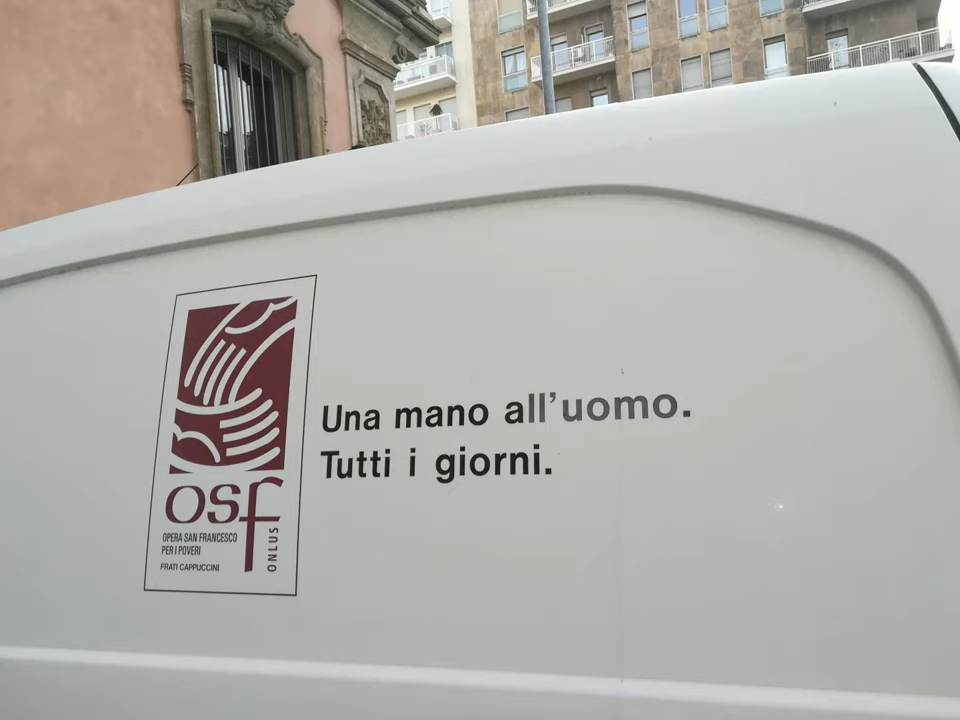 Una mano all'uomo.
Tutti i giorni.
osf
ONLUS
OPERA SAN FRANCESCO
PER I POVERI
FRATI CAPPUCCINI